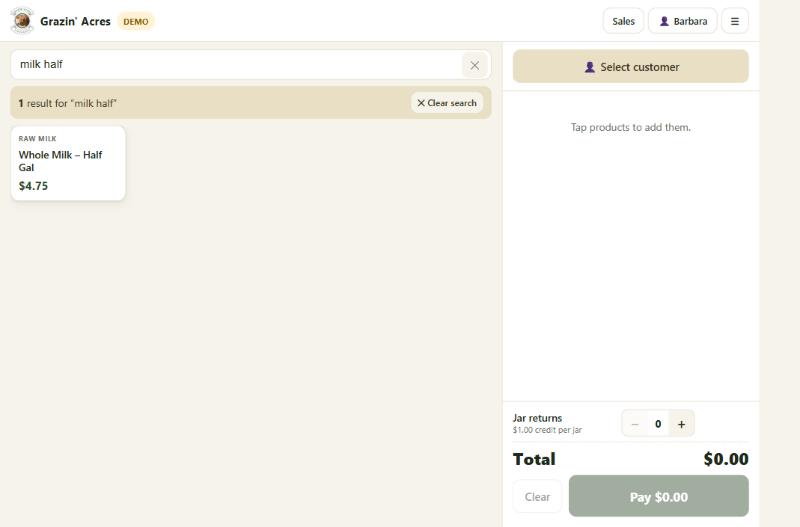 Grazin' Acres
DEMO
Sales
Barbara
milk half
1 result for "milk half"
Clear search
RAW MILK
Whole Milk – Half
Gal
$4.75
Select customer
Tap products to add them.
Jar returns
$1.00 credit per jar
− 0 +
Total $0.00
Clear
Pay $0.00